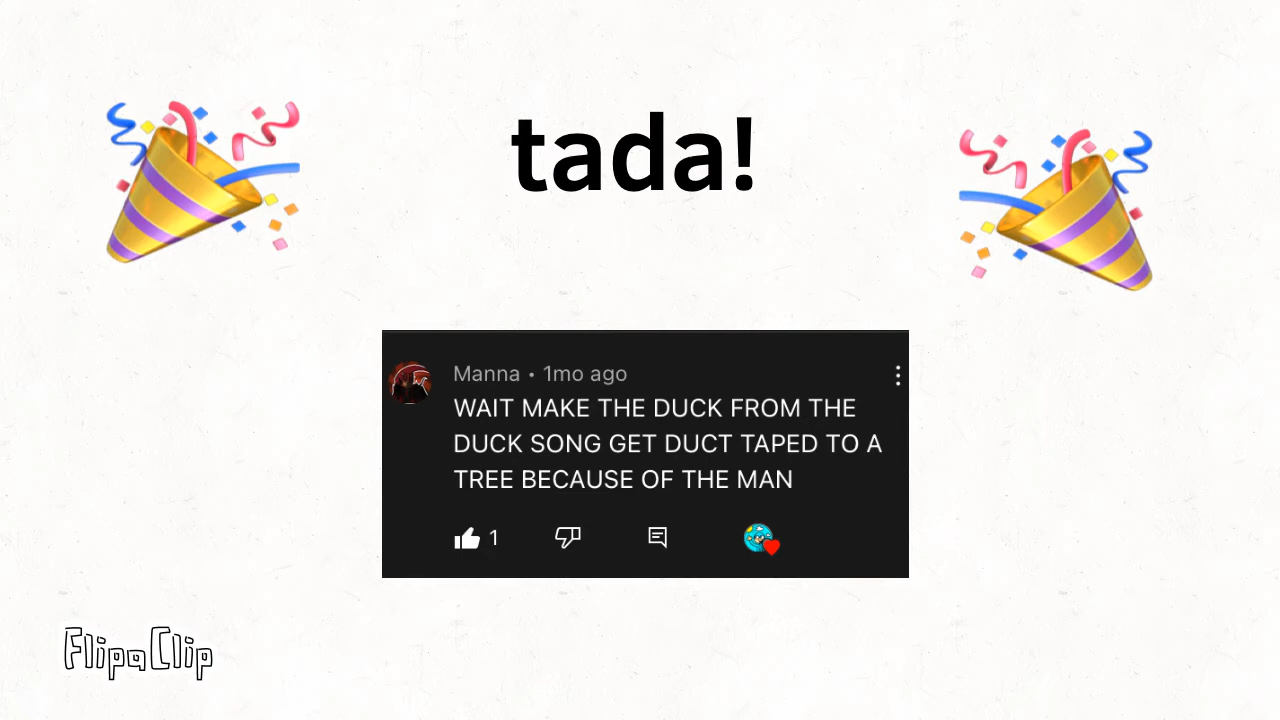 tada!
Manna • 1mo ago
WAIT MAKE THE DUCK FROM THE
DUCK SONG GET DUCT TAPED TO A
TREE BECAUSE OF THE MAN
1
FlipaClip